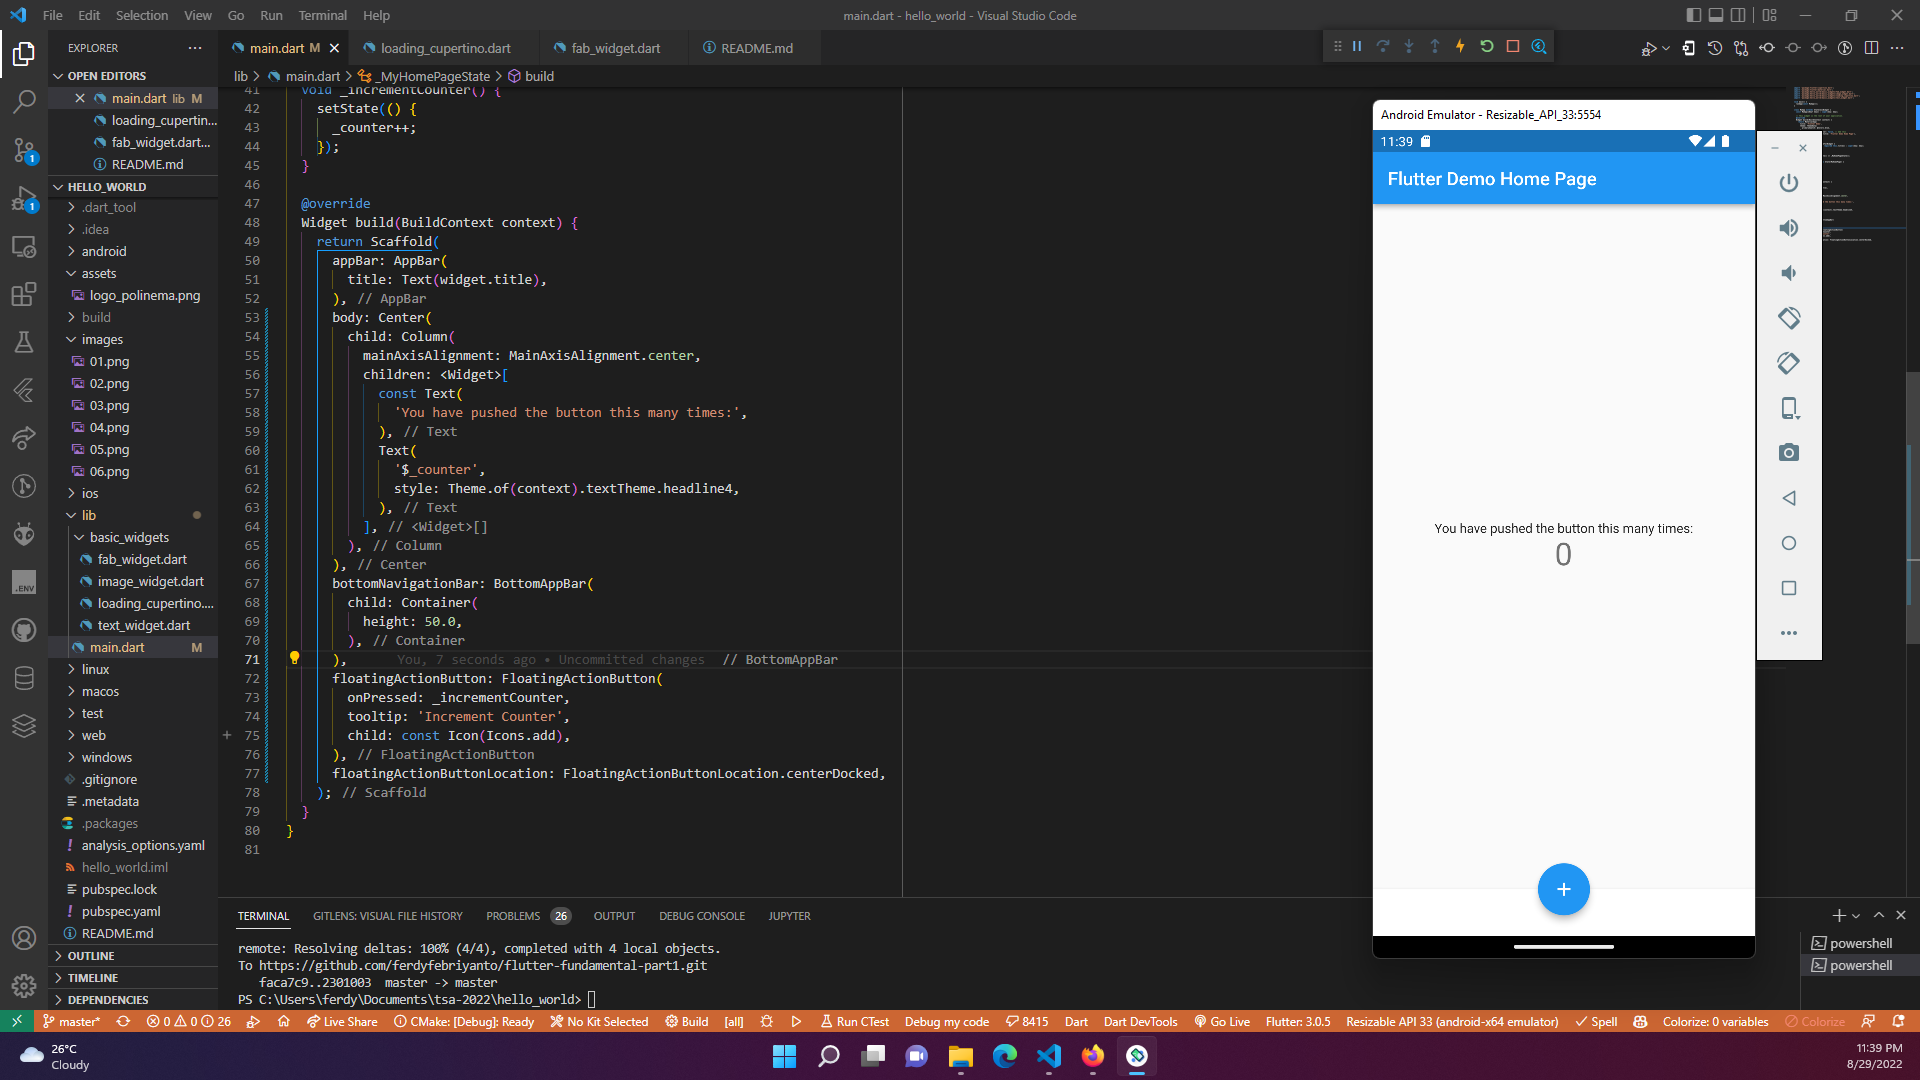 File Edit Selection View Go Run Terminal Help
main.dart - hello_world - Visual Studio Code
EXPLORER
OPEN EDITORS
main.dart lib M
loading_cupertin...
fab_widget.dart...
README.md
HELLO_WORLD
.dart_tool
.idea
android
assets
logo_polinema.png
build
images
01.png
02.png
03.png
04.png
05.png
06.png
ios
lib
basic_widgets
fab_widget.dart
image_widget.dart
loading_cupertino....
text_widget.dart
main.dart M
linux
macos
test
web
windows
.gitignore
.metadata
.packages
analysis_options.yaml
hello_world.iml
pubspec.lock
pubspec.yaml
README.md
OUTLINE
TIMELINE
DEPENDENCIES
1
1
.ENV
main.dart M loading_cupertino.dart fab_widget.dart README.md
lib > main.dart > _MyHomePageState > build
41 void _incrementCounter() {
42 setState(() {
43 _counter++;
44 });
45 }
46
47 @override
48 Widget build(BuildContext context) {
49 return Scaffold(
50 appBar: AppBar(
51 title: Text(widget.title),
52 ), // AppBar
53 body: Center(
54 child: Column(
55 mainAxisAlignment: MainAxisAlignment.center,
56 children: <Widget>[
57 const Text(
58 'You have pushed the button this many times:',
59 ), // Text
60 Text(
61 '$_counter',
62 style: Theme.of(context).textTheme.headline4,
63 ), // Text
64 ], // <Widget>[]
65 ), // Column
66 ), // Center
67 bottomNavigationBar: BottomAppBar(
68 child: Container(
69 height: 50.0,
70 ), // Container
71 ), You, 7 seconds ago • Uncommitted changes // BottomAppBar
72 floatingActionButton: FloatingActionButton(
73 onPressed: _incrementCounter,
74 tooltip: 'Increment Counter',
75 child: const Icon(Icons.add),
76 ), // FloatingActionButton
77 floatingActionButtonLocation: FloatingActionButtonLocation.centerDocked,
78 ); // Scaffold
79 }
80 }
81
Android Emulator - Resizable_API_33:5554
11:39
Flutter Demo Home Page
You have pushed the button this many times:
0
TERMINAL GITLENS: VISUAL FILE HISTORY PROBLEMS 26 OUTPUT DEBUG CONSOLE JUPYTER
remote: Resolving deltas: 100% (4/4), completed with 4 local objects.
To https://github.com/ferdyfebriyanto/flutter-fundamental-part1.git
faca7c9..2301003 master -> master
PS C:\Users\ferdy\Documents\tsa-2022\hello_world>
powershell
powershell
master* 0 0 26 Live Share CMake: [Debug]: Ready No Kit Selected Build [all] Run CTest Debug my code 8415 Dart Dart DevTools Go Live Flutter: 3.0.5 Resizable API 33 (android-x64 emulator) Spell Colorize: 0 variables Colorize
26°C
Cloudy
11:39 PM
8/29/2022